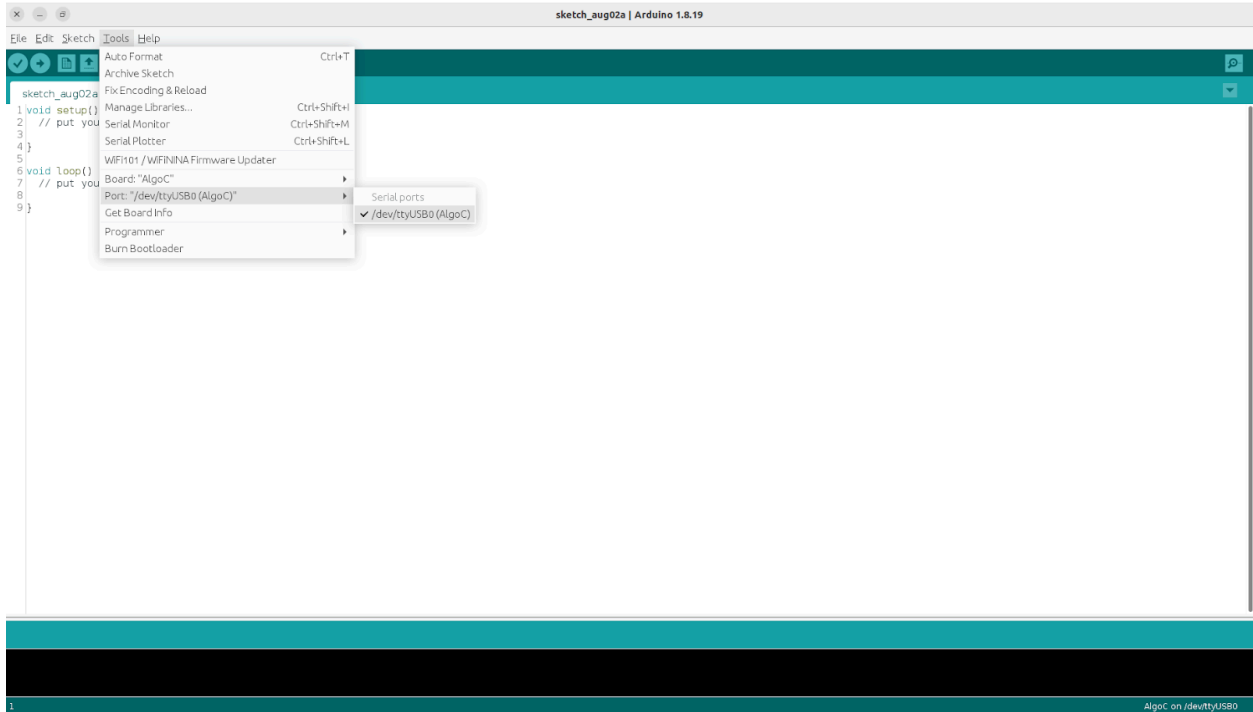 sketch_aug02a | Arduino 1.8.19
File Edit Sketch Tools Help
sketch_aug02a
1 void setup()
2 // put you
3
4 }
5
6 void loop()
7 // put you
8
9 }
Auto Format Ctrl+T
Archive Sketch
Fix Encoding & Reload
Manage Libraries... Ctrl+Shift+I
Serial Monitor Ctrl+Shift+M
Serial Plotter Ctrl+Shift+L
WiFi101 / WiFiNINA Firmware Updater
Board: "AlgoC"
Port: "/dev/ttyUSB0 (AlgoC)"
Get Board Info
Programmer
Burn Bootloader
Serial ports
/dev/ttyUSB0 (AlgoC)
1 AlgoC on /dev/ttyUSB0